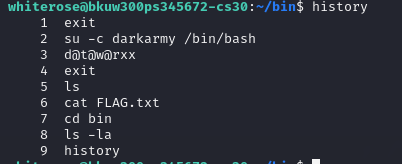 whiterose@bkuw300ps345672-cs30:~/bin$ history
1 exit
2 su -c darkarmy /bin/bash
3 d@t@w@rxx
4 exit
5 ls
6 cat FLAG.txt
7 cd bin
8 ls -la
9 history